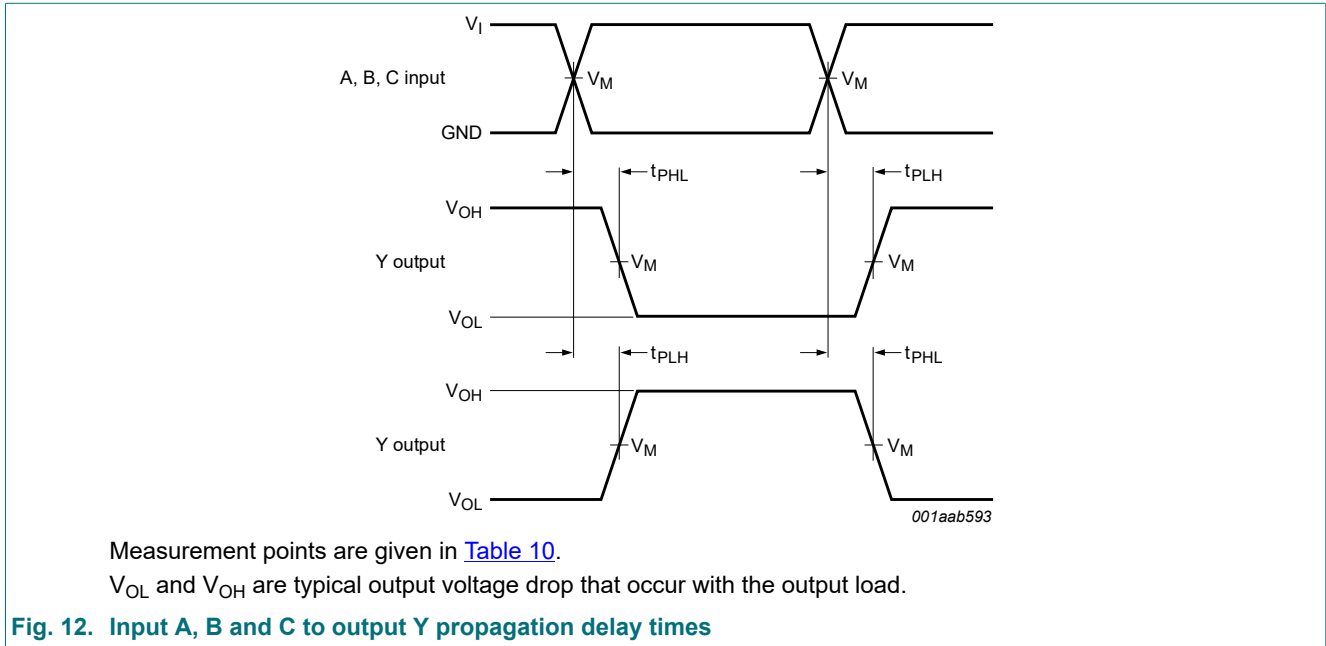 V_I
A, B, C input
V_M
V_M
GND
t_PHL
t_PLH
V_OH
Y output
V_M
V_M
V_OL
t_PLH
t_PHL
V_OH
Y output
V_M
V_M
V_OL
001aab593
Measurement points are given in Table 10.
V_OL and V_OH are typical output voltage drop that occur with the output load.
Fig. 12. Input A, B and C to output Y propagation delay times